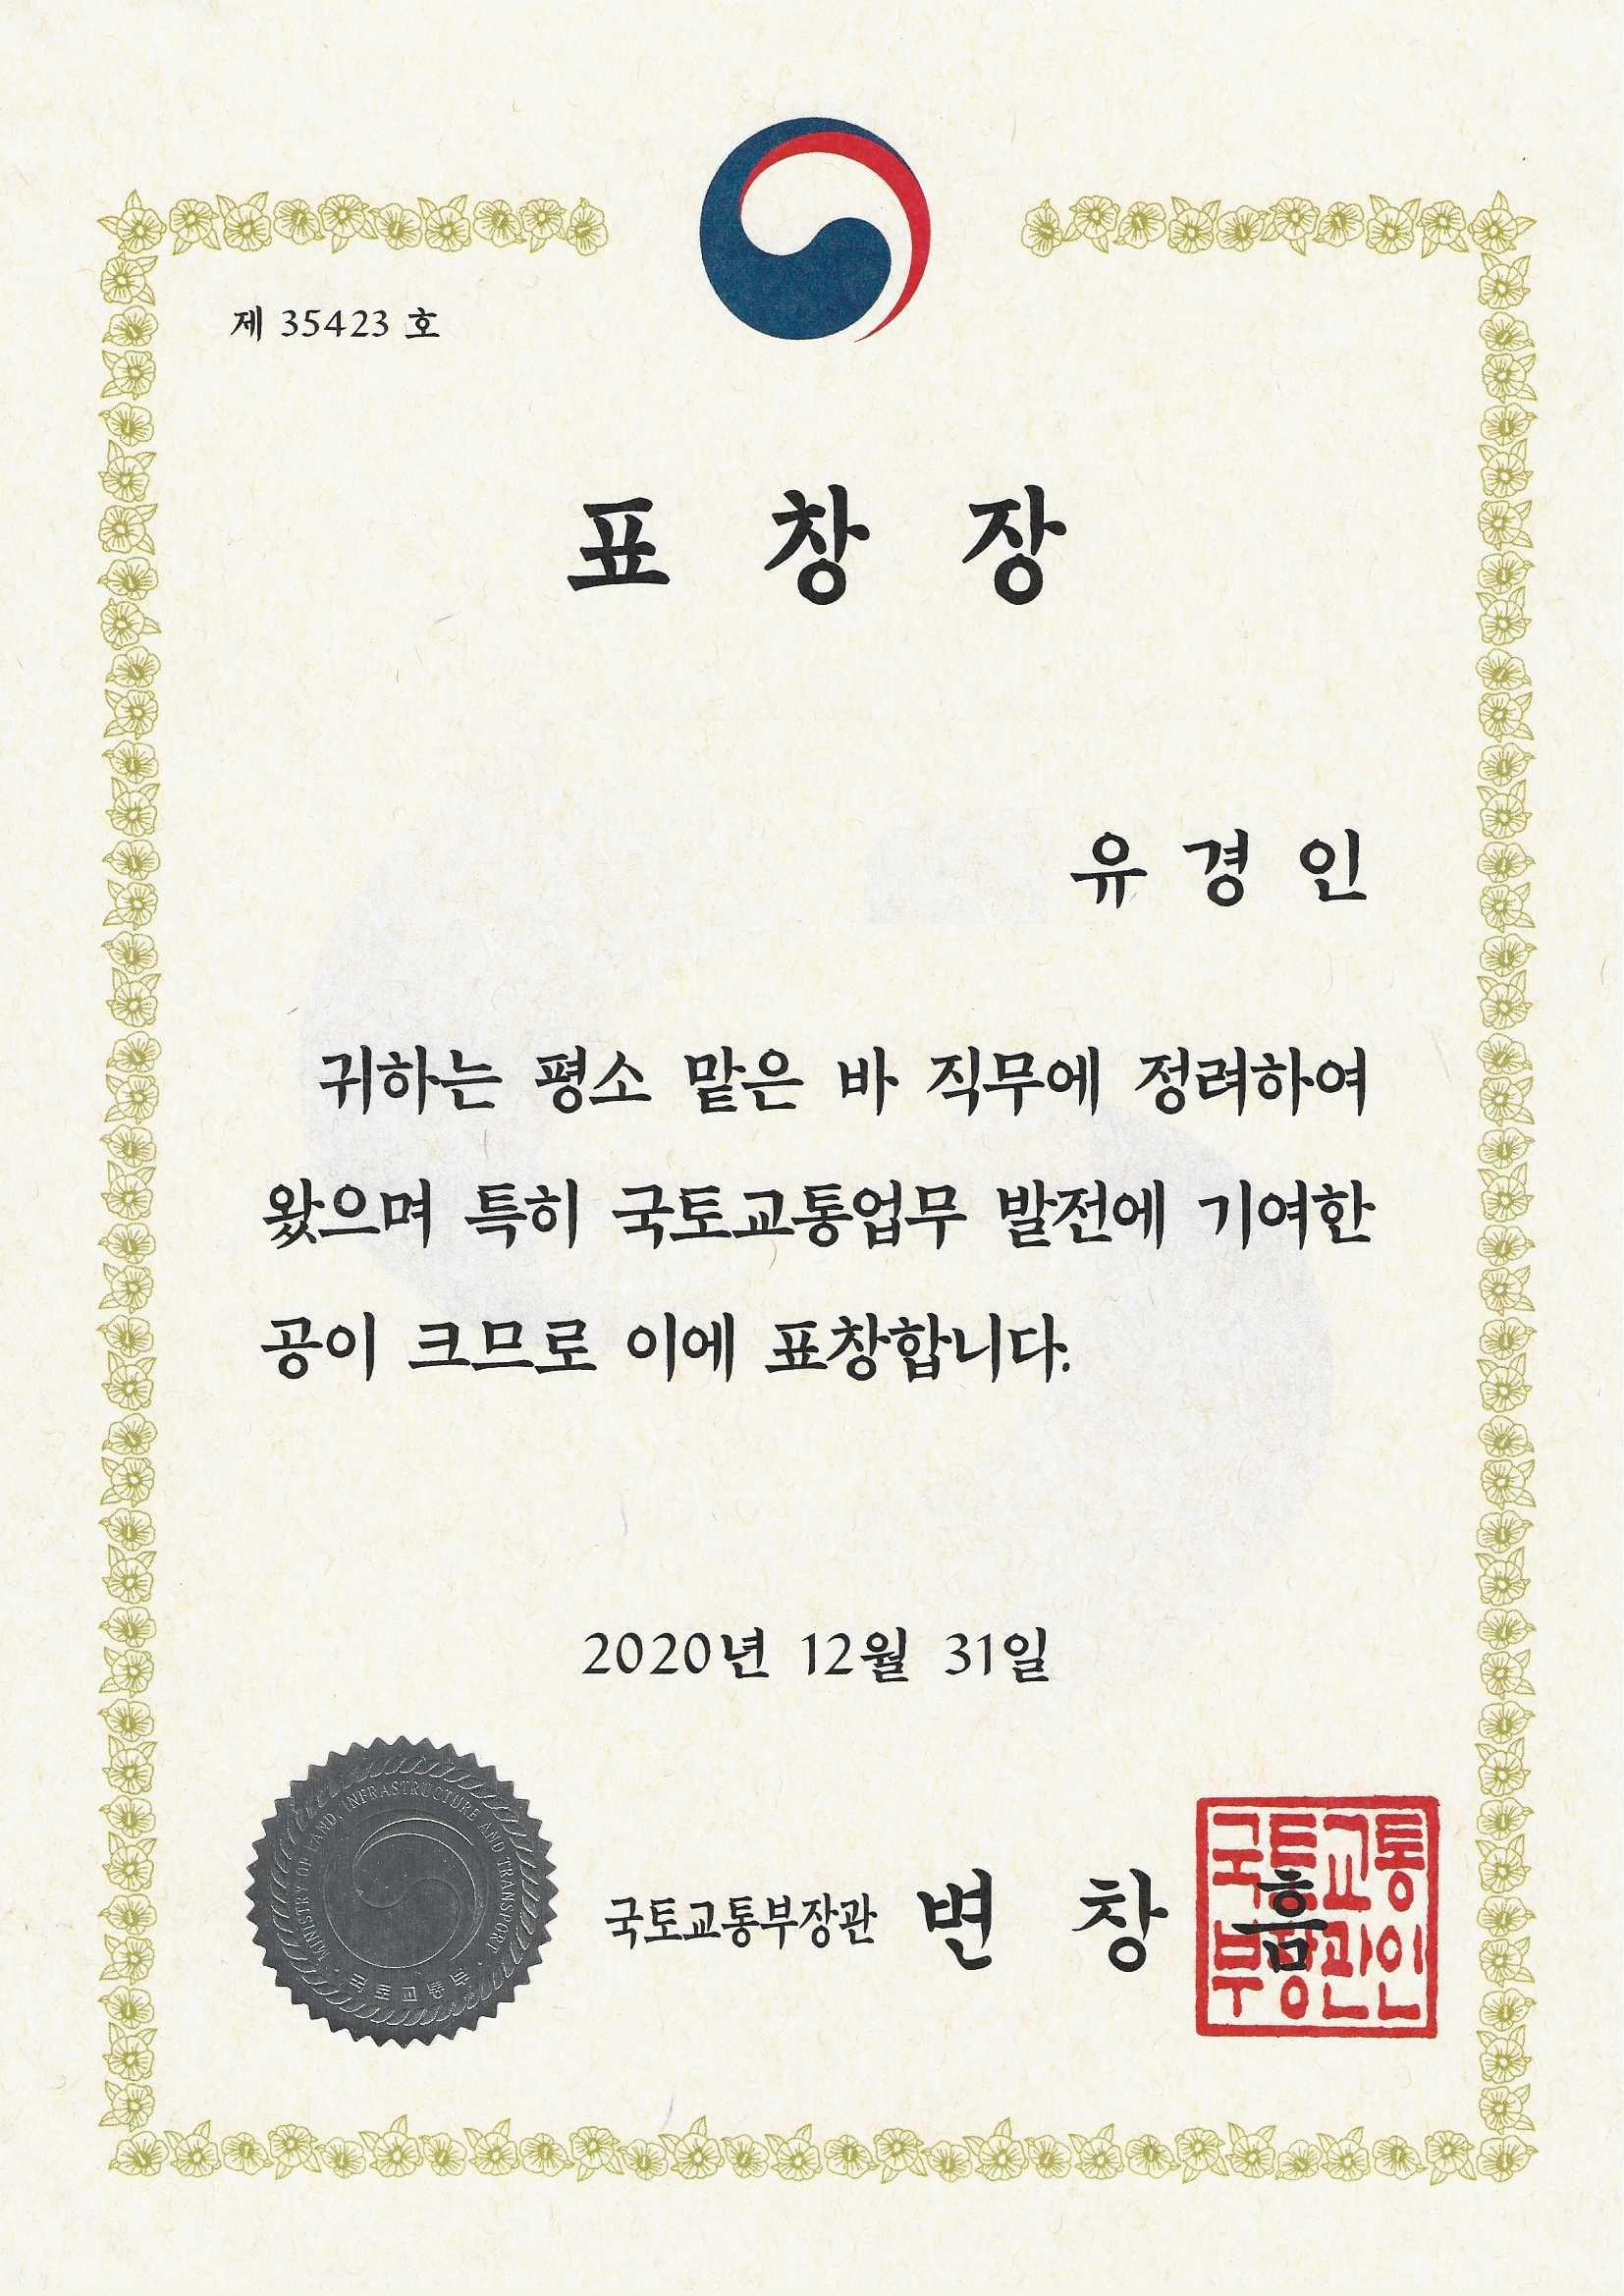 제 35423 호
표 창 장
유 경 인
귀하는 평소 맡은 바 직무에 정려하여
왔으며 특히 국토교통업무 발전에 기여한
공이 크므로 이에 표창합니다.
2020년 12월 31일
MINISTRY OF LAND, INFRASTRUCTURE AND TRANSPORT
국토교통부
국토교통부장관 변 창 흠
국토교통
부장관인